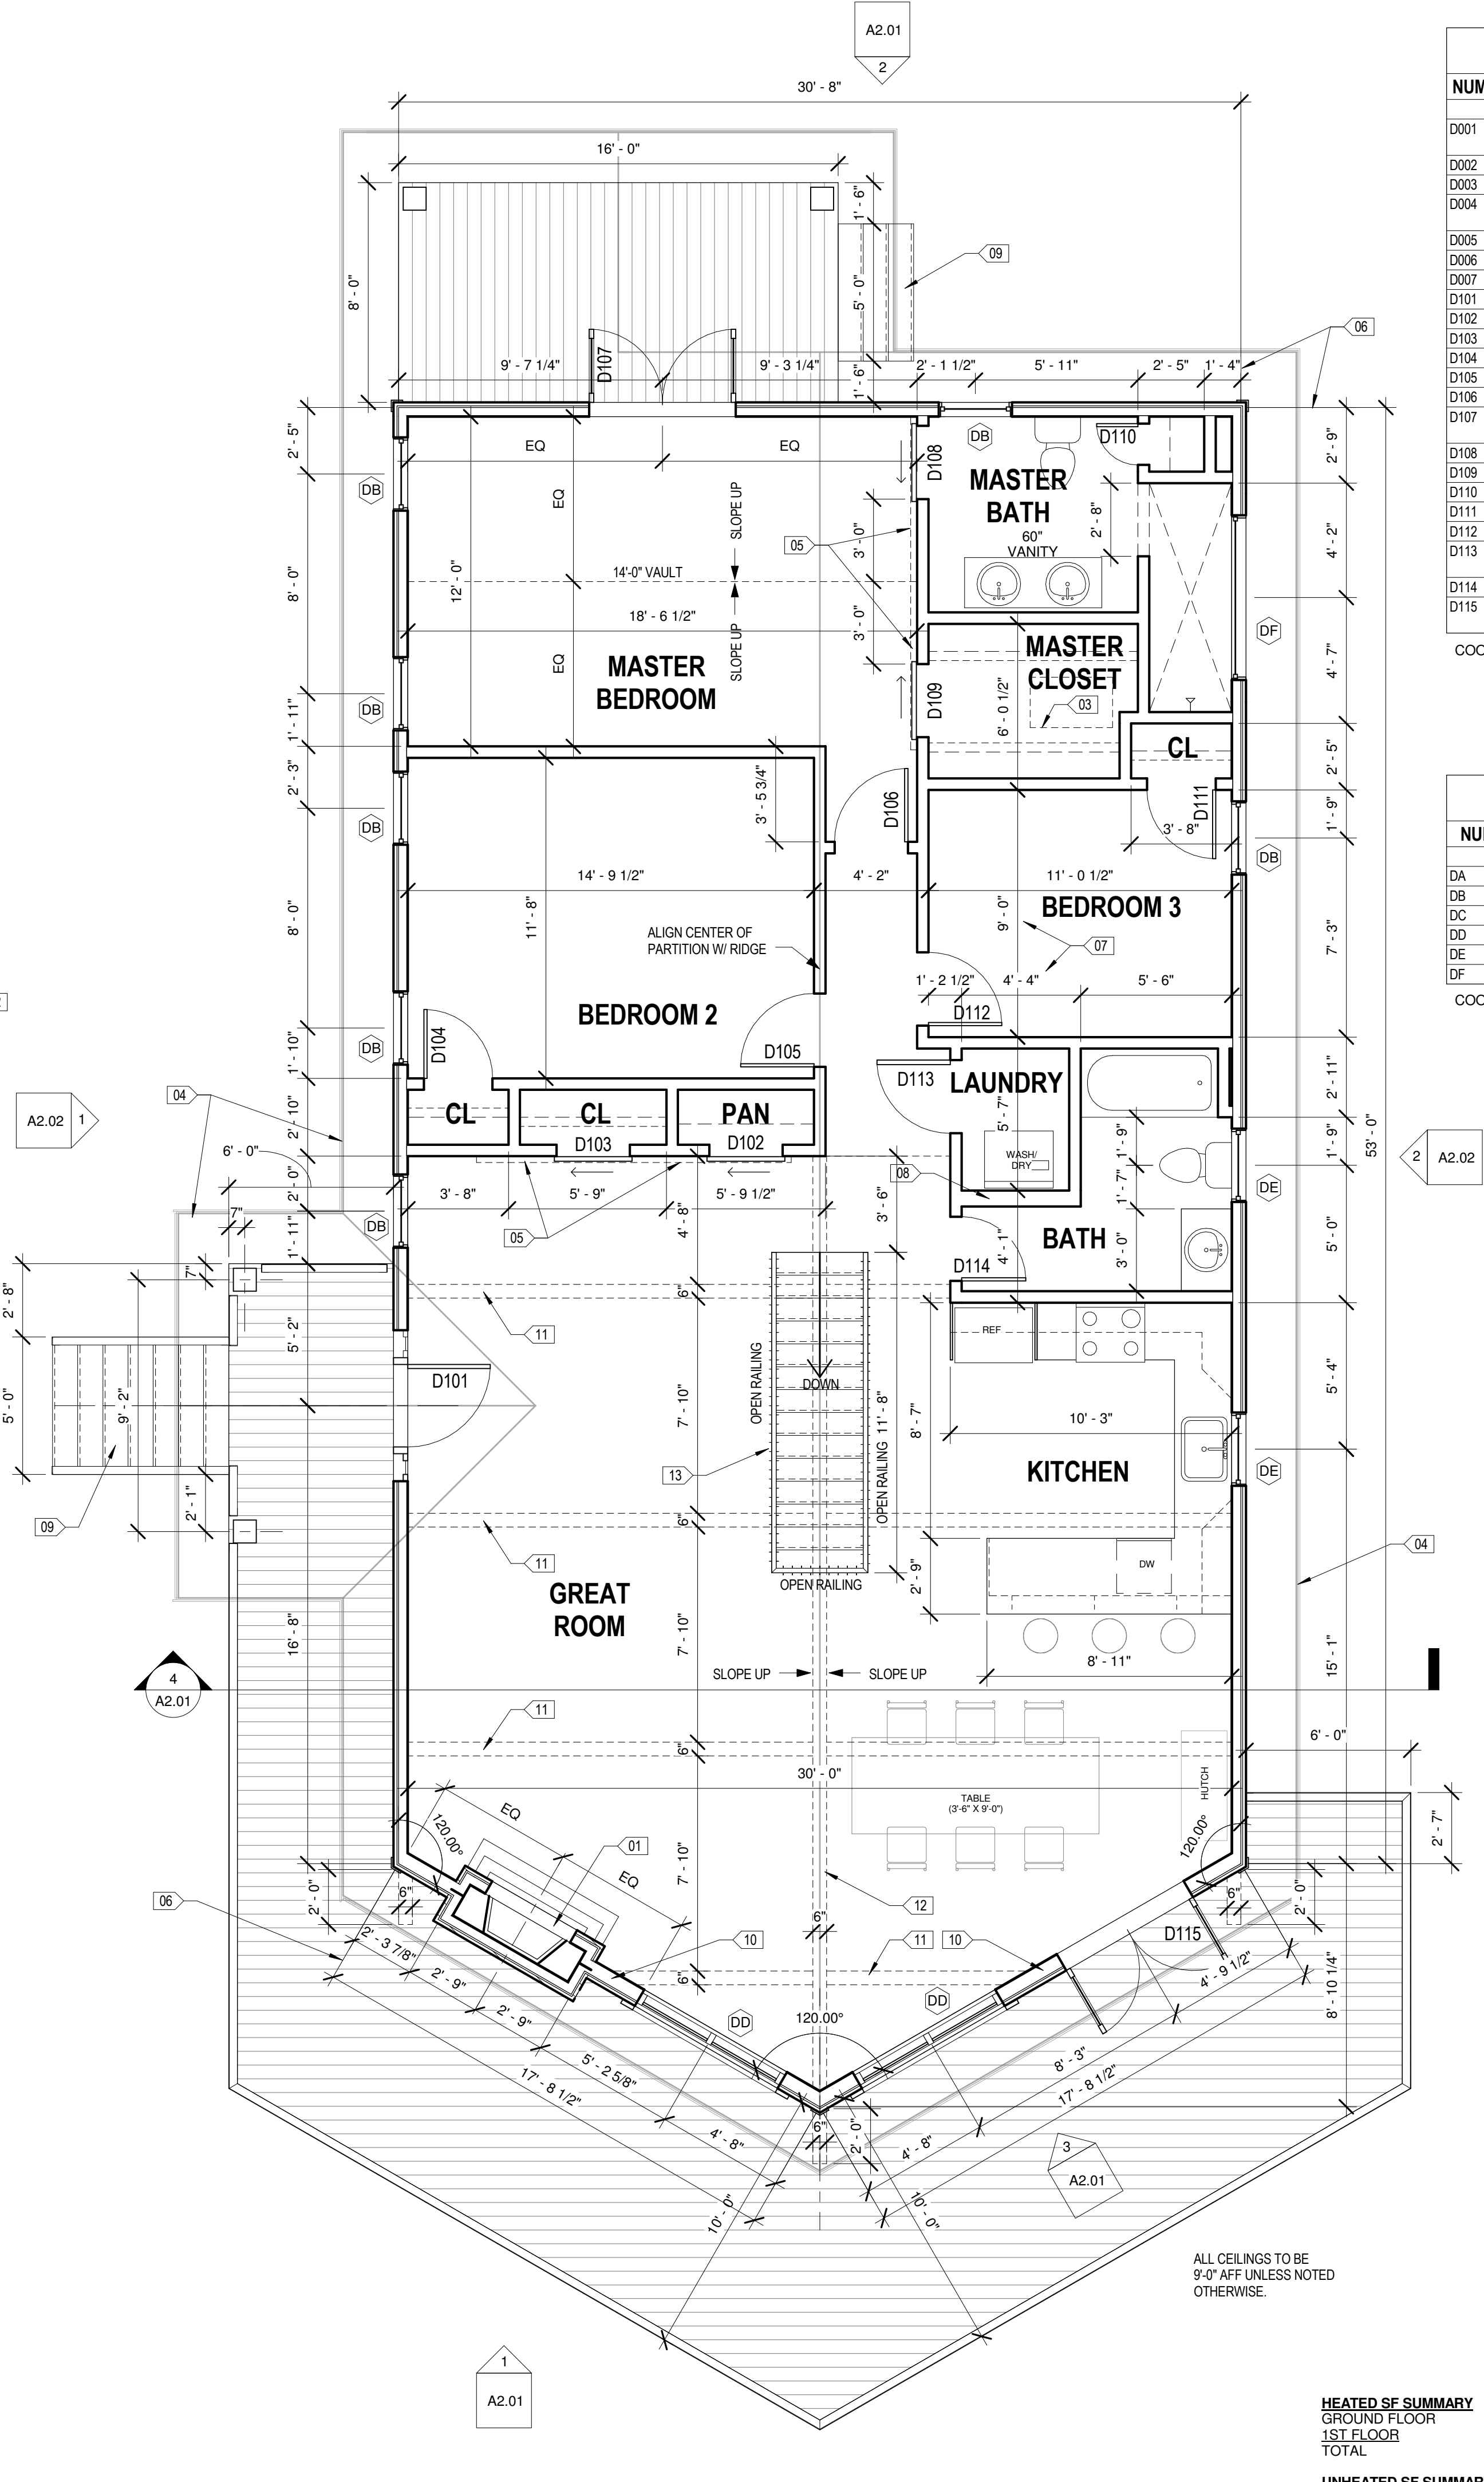 A2.01
2
30' - 8"
16' - 0"
8' - 0"
1' - 6"
5' - 0"
1' - 6"
09
06
9' - 7 1/4"
D107
9' - 3 1/4"
2' - 1 1/2"
5' - 11"
2' - 5"
1' - 4"
2' - 5"
DB
EQ
EQ
EQ
D108
DB
D110
2' - 9"
MASTER
BATH
60"
VANITY
2' - 8"
4' - 2"
SLOPE UP
05
3' - 0"
8' - 0"
12' - 0"
14'-0" VAULT
18' - 6 1/2"
3' - 0"
SLOPE UP
EQ
MASTER
BEDROOM
MASTER
CLOSET
DF
4' - 7"
D109
6' - 0 1/2"
03
DB
1' - 11"
2' - 3"
CL
2' - 5"
DB
3' - 5 3/4"
D106
D111
3' - 8"
1' - 9"
DB
14' - 9 1/2"
4' - 2"
11' - 0 1/2"
8' - 0"
11' - 8"
9' - 0"
BEDROOM 3
ALIGN CENTER OF
PARTITION W/ RIDGE
07
7' - 3"
1' - 2 1/2"
4' - 4"
5' - 6"
BEDROOM 2
D112
DB
D104
D105
D113
1' - 10"
LAUNDRY
2' - 11"
04
A2.02
1
2' - 10"
CL
CL
PAN
D103
D102
5' - 7"
WASH/
DRY
1' - 9"
1' - 9"
53' - 0"
2
A2.02
6' - 0"
2' - 0"
08
3' - 8"
5' - 9"
5' - 9 1/2"
3' - 6"
1' - 7"
DE
7"
DB
1' - 11"
05
4' - 8"
4' - 1"
BATH
3' - 0"
5' - 0"
7"
D114
2' - 8"
6"
11
REF
5' - 2"
OPEN RAILING
D101
DOWN
9' - 2"
5' - 0"
7' - 10"
OPEN RAILING
11' - 8"
8' - 7"
10' - 3"
5' - 4"
13
KITCHEN
DE
2' - 1"
09
6"
11
04
GREAT
ROOM
DW
2' - 9"
OPEN RAILING
16' - 8"
7' - 10"
8' - 11"
15' - 1"
SLOPE UP
SLOPE UP
4
A2.01
11
6"
6' - 0"
30' - 0"
TABLE
(3'-6" X 9'-0")
HUTCH
EQ
120.00°
01
EQ
120.00°
2' - 7"
7' - 10"
06
2' - 0"
6"
12
6"
2' - 0"
6"
10
11
10
D115
2' - 3 7/8"
2' - 9"
6"
4' - 9 1/2"
8' - 10 1/4"
2' - 9"
DD
DD
120.00°
5' - 2 5/8"
8' - 3"
17' - 8 1/2"
17' - 8 1/2"
4' - 8"
6"
2' - 0"
4' - 8"
3
A2.01
10' - 0"
10' - 0"
ALL CEILINGS TO BE
9'-0" AFF UNLESS NOTED
OTHERWISE.
1
A2.01
HEATED SF SUMMARY
GROUND FLOOR
1ST FLOOR
TOTAL
D001
D002
D003
D004
D005
D006
D007
D101
D102
D103
D104
D105
D106
D107
D108
D109
D110
D111
D112
D113
D114
D115
DA
DB
DC
DD
DE
DF